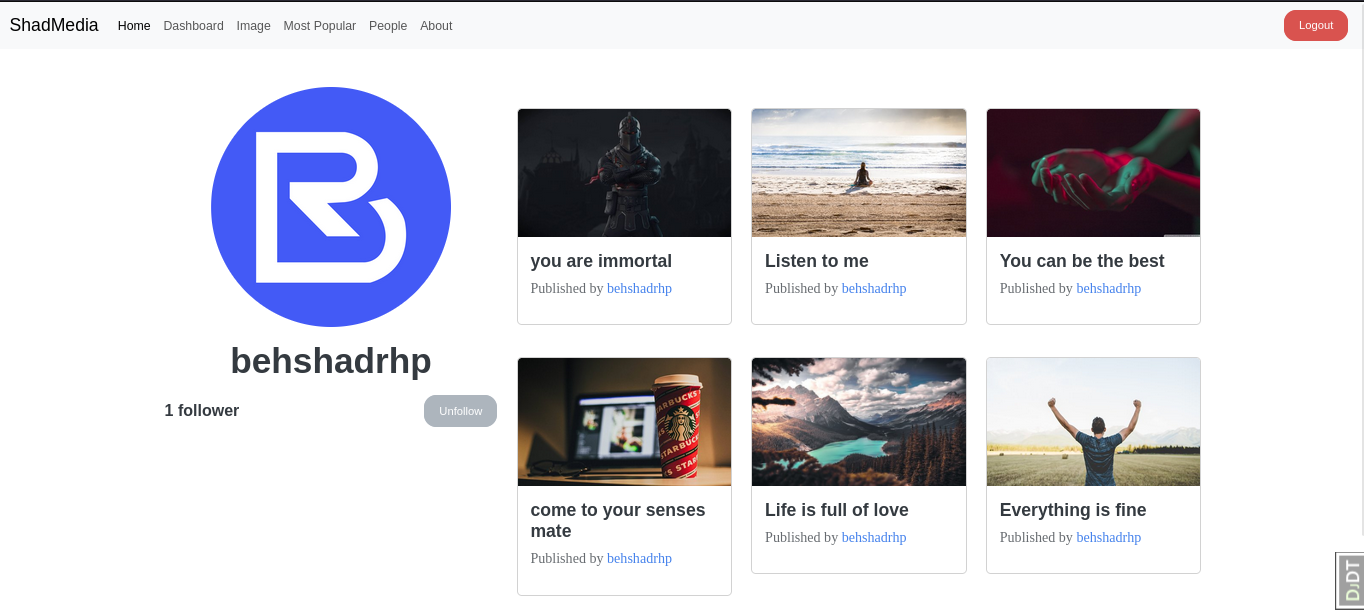 ShadMedia Home Dashboard Image Most Popular People About Logout
behshadrhp
1 follower Unfollow
you are immortal
Published by behshadrhp
Listen to me
Published by behshadrhp
You can be the best
Published by behshadrhp
STARBUCKS
STARBUCKS
STARBUCKS
come to your senses
mate
Published by behshadrhp
Life is full of love
Published by behshadrhp
Everything is fine
Published by behshadrhp
DJDT